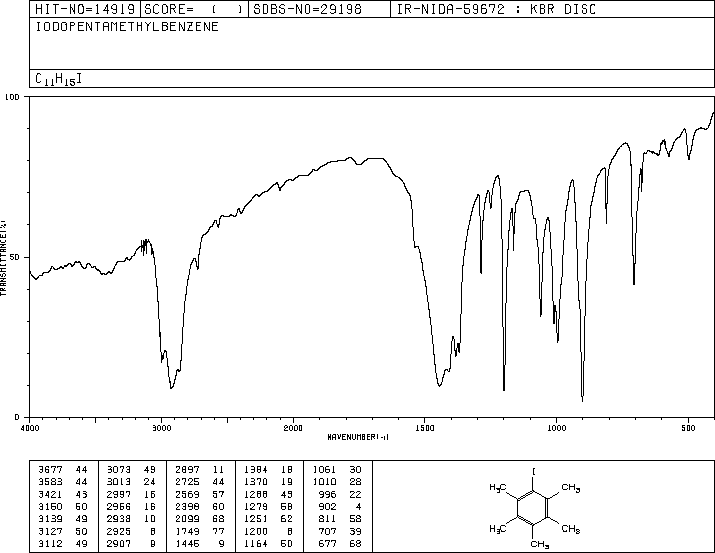 HIT-NO=14919 SCORE= ( ) SDBS-NO=29198 IR-NIDA-59672 : KBR DISC
IODOPENTAMETHYLBENZENE
C11H15I
100
50
0
TRANSMITTANCE(%)
4000 3000 2000 1500 1000 500
WAVENUMBER(-1)
3677 44 3073 49 2897 11 1384 18 1061 30
3583 44 3013 24 2725 44 1370 19 1010 28
3421 43 2997 16 2569 57 1288 43 996 22
3160 50 2966 16 2398 60 1279 58 902 4
3139 49 2938 10 2099 68 1251 62 811 58
3127 50 2925 8 1749 77 1200 8 707 39
3112 49 2907 9 1445 9 1164 50 677 68
I
H3C CH3
H3C CH3
CH3